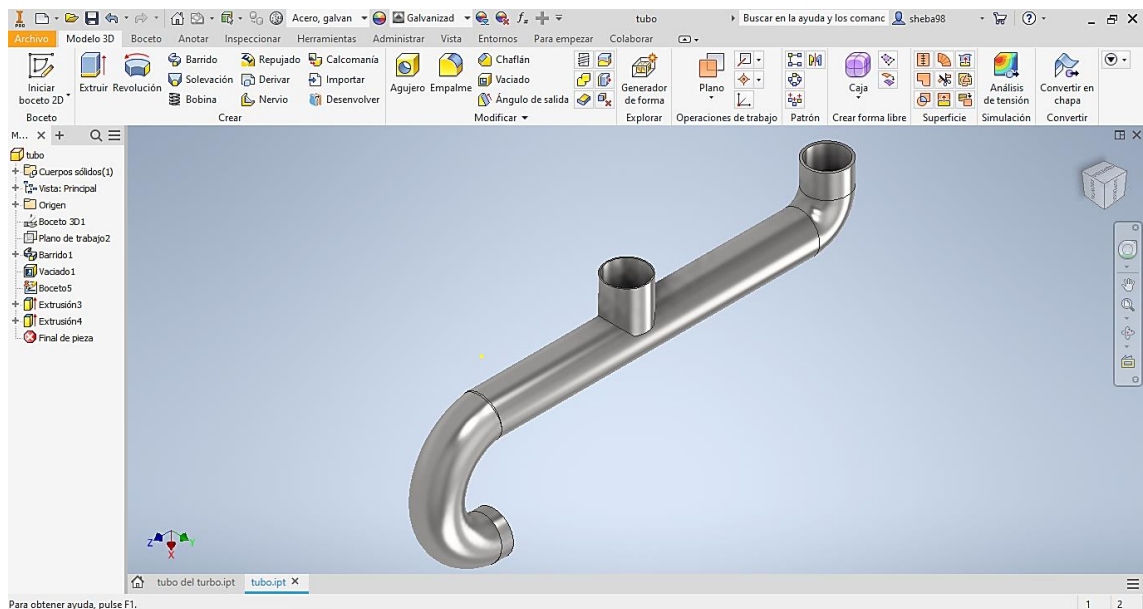 PRO Acero, galvan Galvanizad fx tubo Buscar en la ayuda y los comanc sheba98
Archivo Modelo 3D Boceto Anotar Inspeccionar Herramientas Administrar Vista Entornos Para empezar Colaborar
Iniciar
boceto 2D
Extruir
Revolución
Barrido
Solevación
Bobina
Repujado
Derivar
Nervio
Calcomanía
Importar
Desenvolver
Agujero
Empalme
Chaflán
Vaciado
Ángulo de salida
Generador
de forma
Plano
Caja
Análisis
de tensión
Convertir en
chapa
Boceto Crear Modificar Explorar Operaciones de trabajo Patrón Crear forma libre Superficie Simulación Convertir
M...
tubo
Cuerpos sólidos(1)
Vista: Principal
Origen
Boceto 3D1
Plano de trabajo2
Barrido1
Vaciado1
Boceto5
Extrusión3
Extrusión4
Final de pieza
Z Y
X
tubo del turbo.ipt tubo.ipt
Para obtener ayuda, pulse F1. 1 2